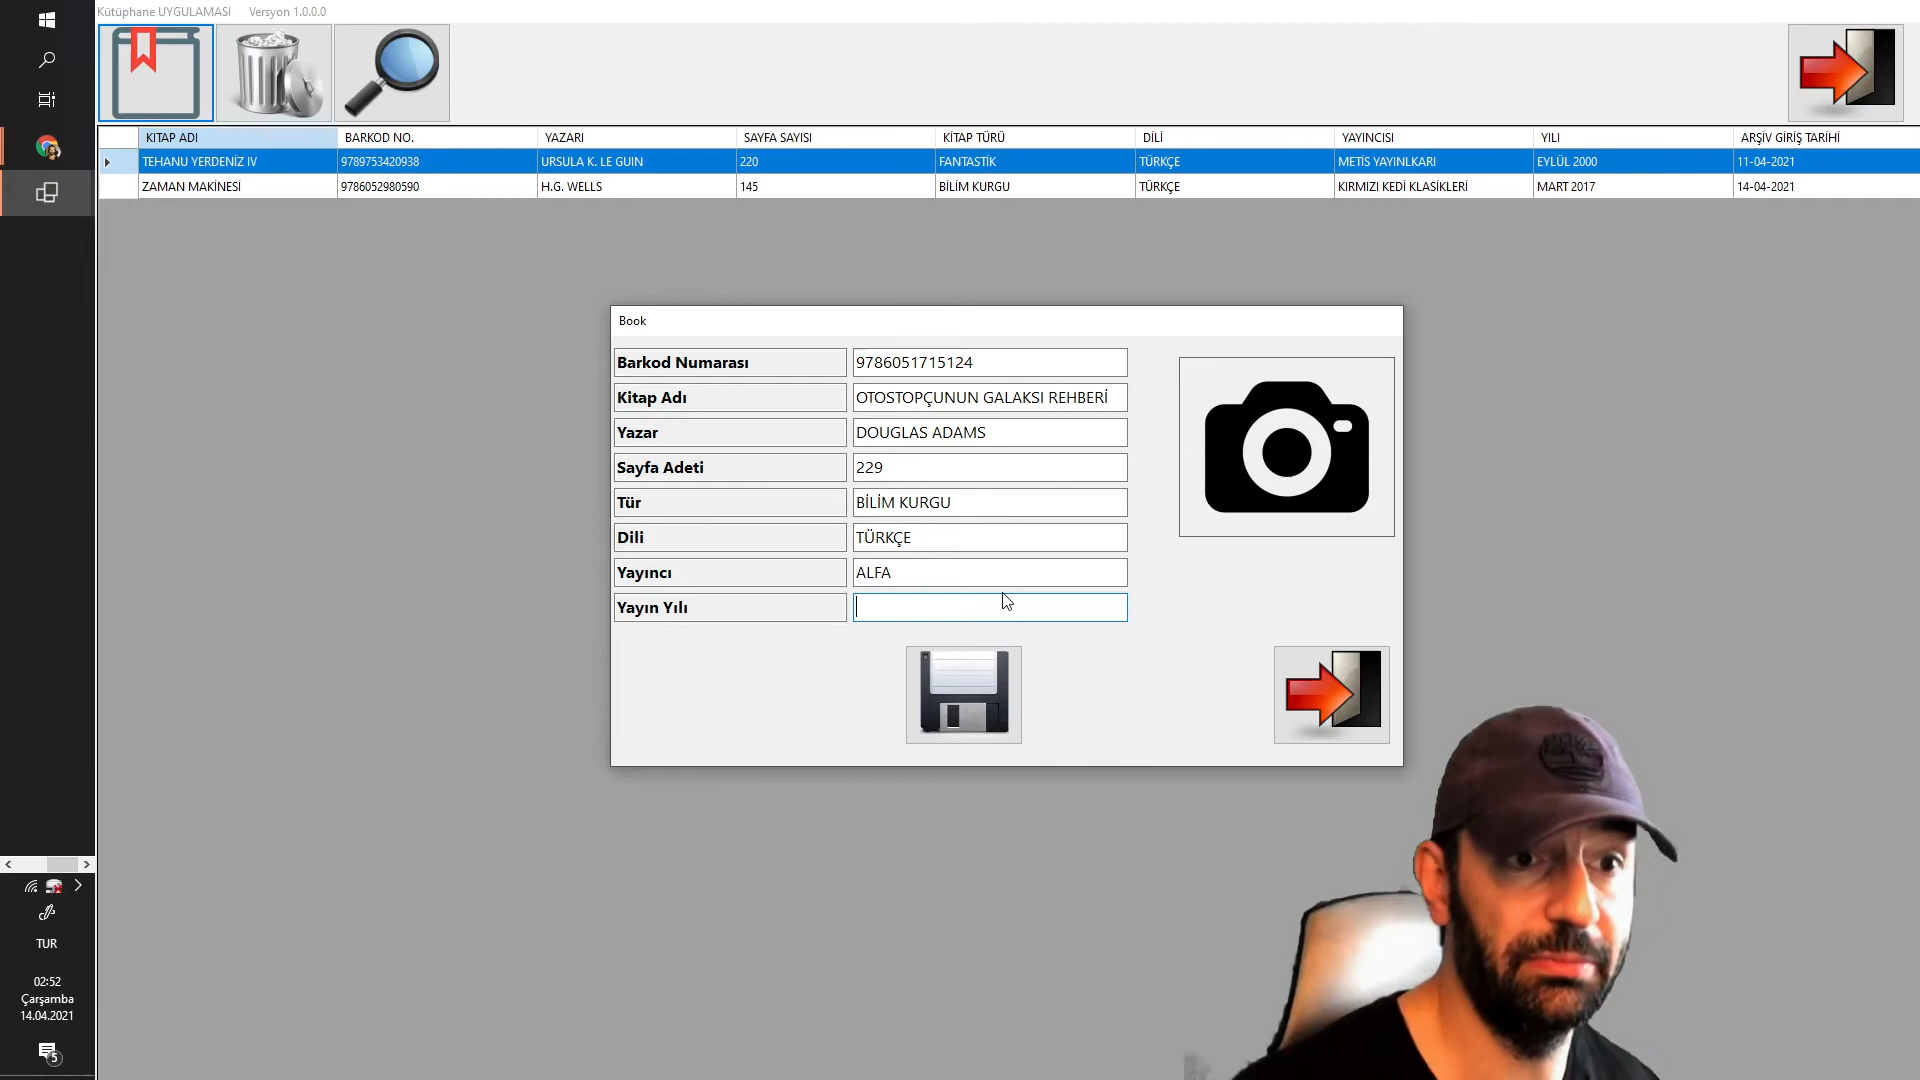 Kütüphane UYGULAMASI Versyon 1.0.0.0
KITAP ADI BARKOD NO. YAZARI SAYFA SAYISI KİTAP TÜRÜ DİLİ YAYINCISI YILI ARŞİV GİRİŞ TARİHİ
TEHANU YERDENİZ IV 9789753420938 URSULA K. LE GUIN 220 FANTASTİK TÜRKÇE METİS YAYINLKARI EYLÜL 2000 11-04-2021
ZAMAN MAKİNESİ 9786052980590 H.G. WELLS 145 BİLİM KURGU TÜRKÇE KIRMIZI KEDİ KLASİKLERİ MART 2017 14-04-2021
Book
Barkod Numarası 9786051715124
Kitap Adı OTOSTOPÇUNUN GALAKSI REHBERİ
Yazar DOUGLAS ADAMS
Sayfa Adeti 229
Tür BİLİM KURGU
Dili TÜRKÇE
Yayıncı ALFA
Yayın Yılı
TUR
02:52
Çarşamba
14.04.2021
5